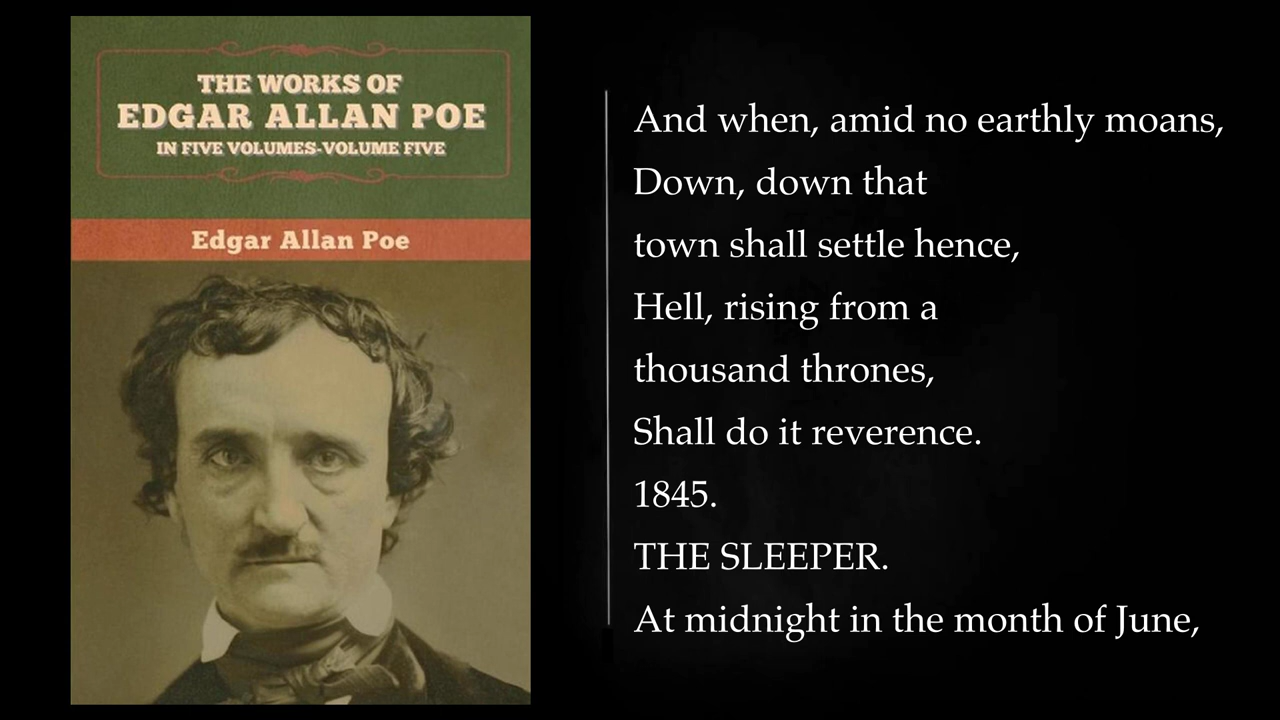 THE WORKS OF
EDGAR ALLAN POE
IN FIVE VOLUMES-VOLUME FIVE
Edgar Allan Poe
And when, amid no earthly moans,
Down, down that
town shall settle hence,
Hell, rising from a
thousand thrones,
Shall do it reverence.
1845.
THE SLEEPER.
At midnight in the month of June,